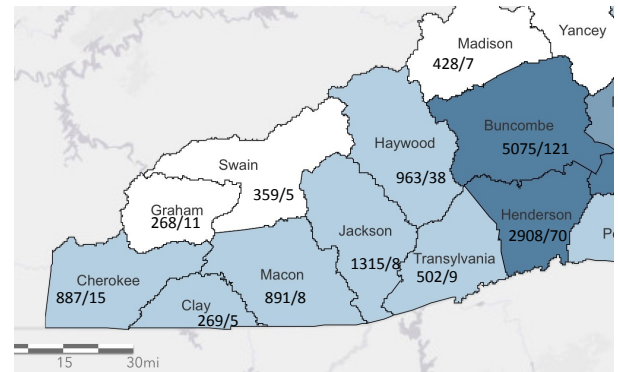 Yancey
Madison
428/7
Buncombe
5075/121
Haywood
963/38
Swain
359/5
Graham
268/11
Henderson
2908/70
Jackson
1315/8
Transylvania
502/9
Cherokee
887/15
Macon
891/8
Clay
269/5
15 30mi